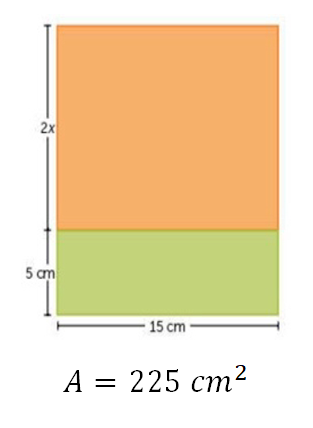 2x
5 cm
15 cm
A = 225 cm²